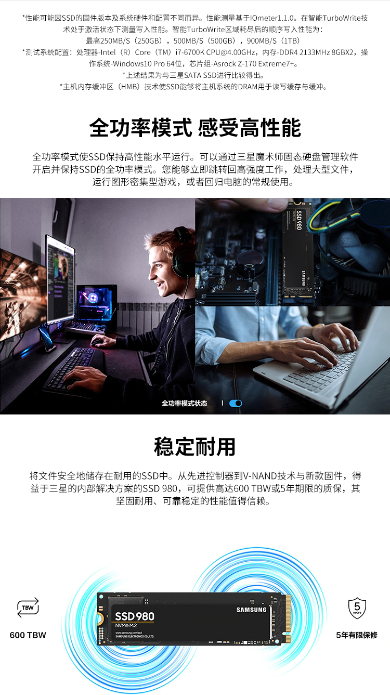 *性能可能因SSD的固件版本及系统硬件和配置不同而异。性能测量基于IOmeter1.1.0。在智能TurboWrite技
术处于激活状态下测量写入性能。智能TurboWrite区域耗尽后的顺序写入性能为:
最高250MB/S（250GB）、500MB/S（500GB）、900MB/S（1TB）
*测试系统配置：处理器-Intel（R）Core（TM）i7-6700K CPU@4.00GHz，内存-DDR4 2133MHz 8GBX2，操
作系统-Windows10 Pro 64位，芯片组-Asrock Z-170 Extreme7+。
*上述结果为与三星SATA SSD进行比较得出。
*主机内存缓冲区（HMB）技术使SSD能够将主机系统的DRAM用于读写缓存与缓冲。
全功率模式 感受高性能
全功率模式使SSD保持高性能水平运行。可以通过三星魔术师固态硬盘管理软件
开启并保持SSD的全功率模式。您能够立即跳转回高强度工作，处理大型文件，
运行图形密集型游戏，或者回归电脑的常规使用。
SSD 980
SAMSUNG
全功率模式状态
稳定耐用
将文件安全地储存在耐用的SSD中。从先进控制器到V-NAND技术与新款固件，得
益于三星的内部解决方案的SSD 980，可提供高达600 TBW或5年期限的质保，其
坚固耐用、可靠稳定的性能值得信赖。
TBW
600 TBW
SSD 980
NVMe M.2
SAMSUNG
5
5年有限保修